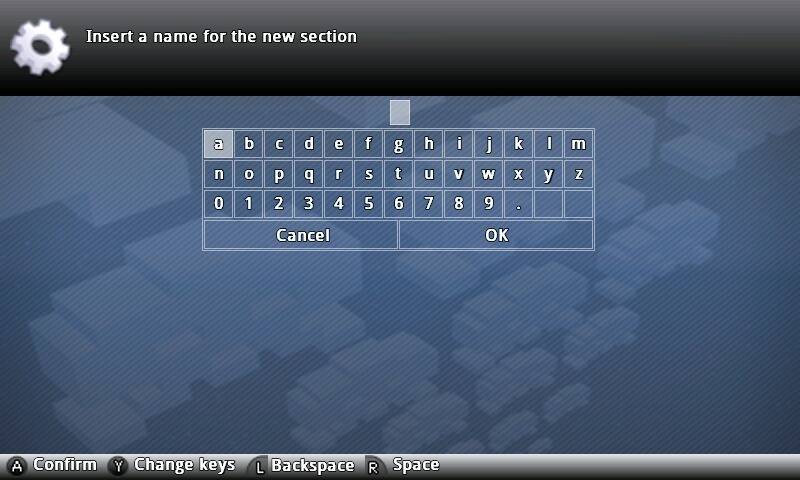 Insert a name for the new section
a b c d e f g h i j k l m
n o p q r s t u v w x y z
0 1 2 3 4 5 6 7 8 9 .
Cancel OK
A Confirm Y Change keys L Backspace R Space